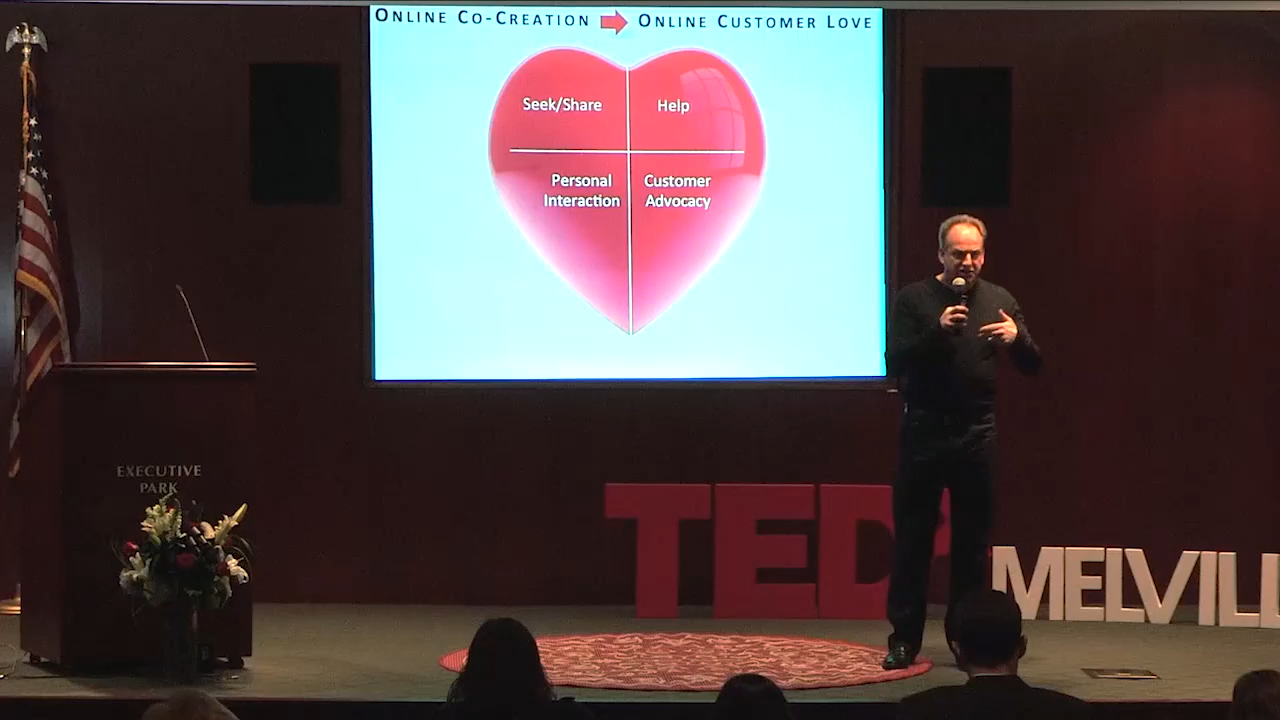 ONLINE CO-CREATION ONLINE CUSTOMER LOVE
Seek/Share
Help
Personal
Interaction
Customer
Advocacy
EXECUTIVE
PARK
TED
MELVILL